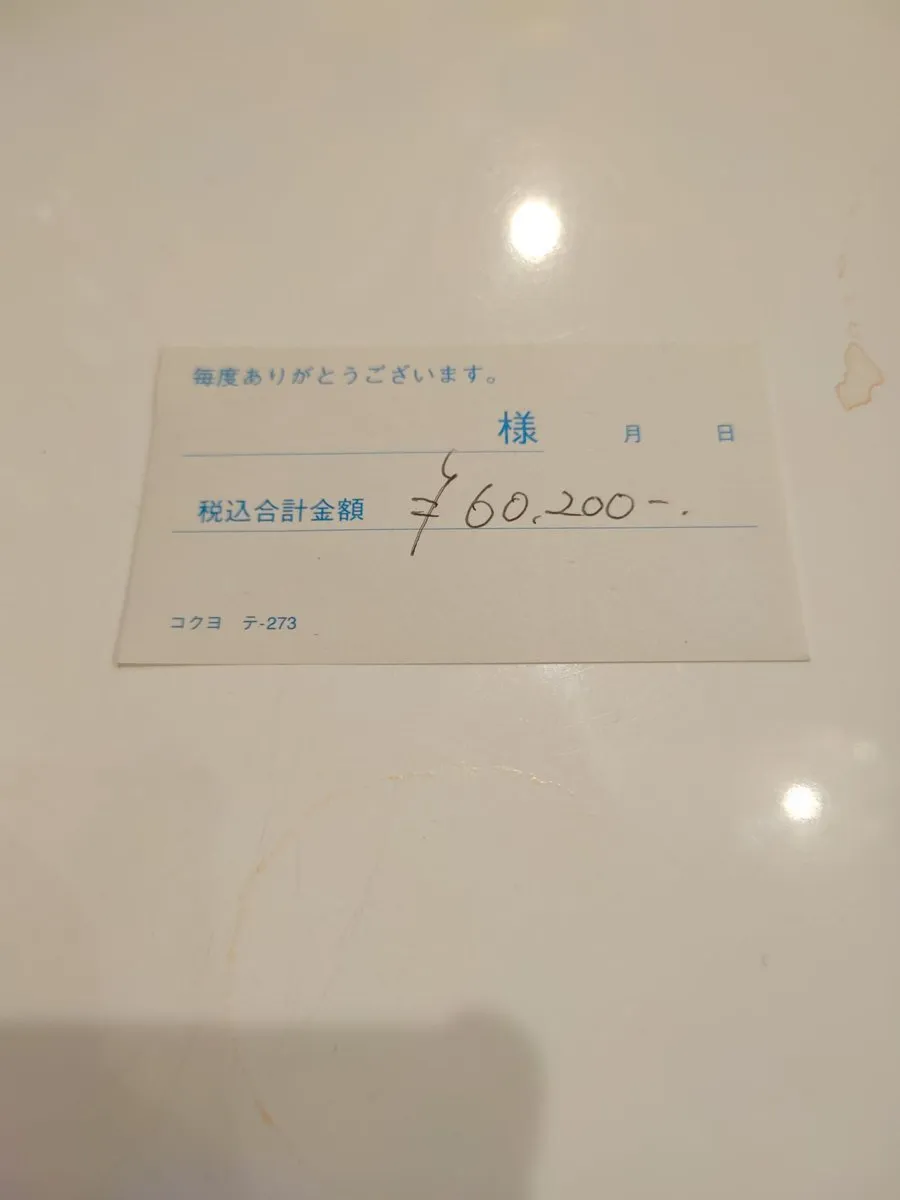 毎度ありがとうございます。
様 月 日
税込合計金額 ¥60,200-.
コクヨ テ-273